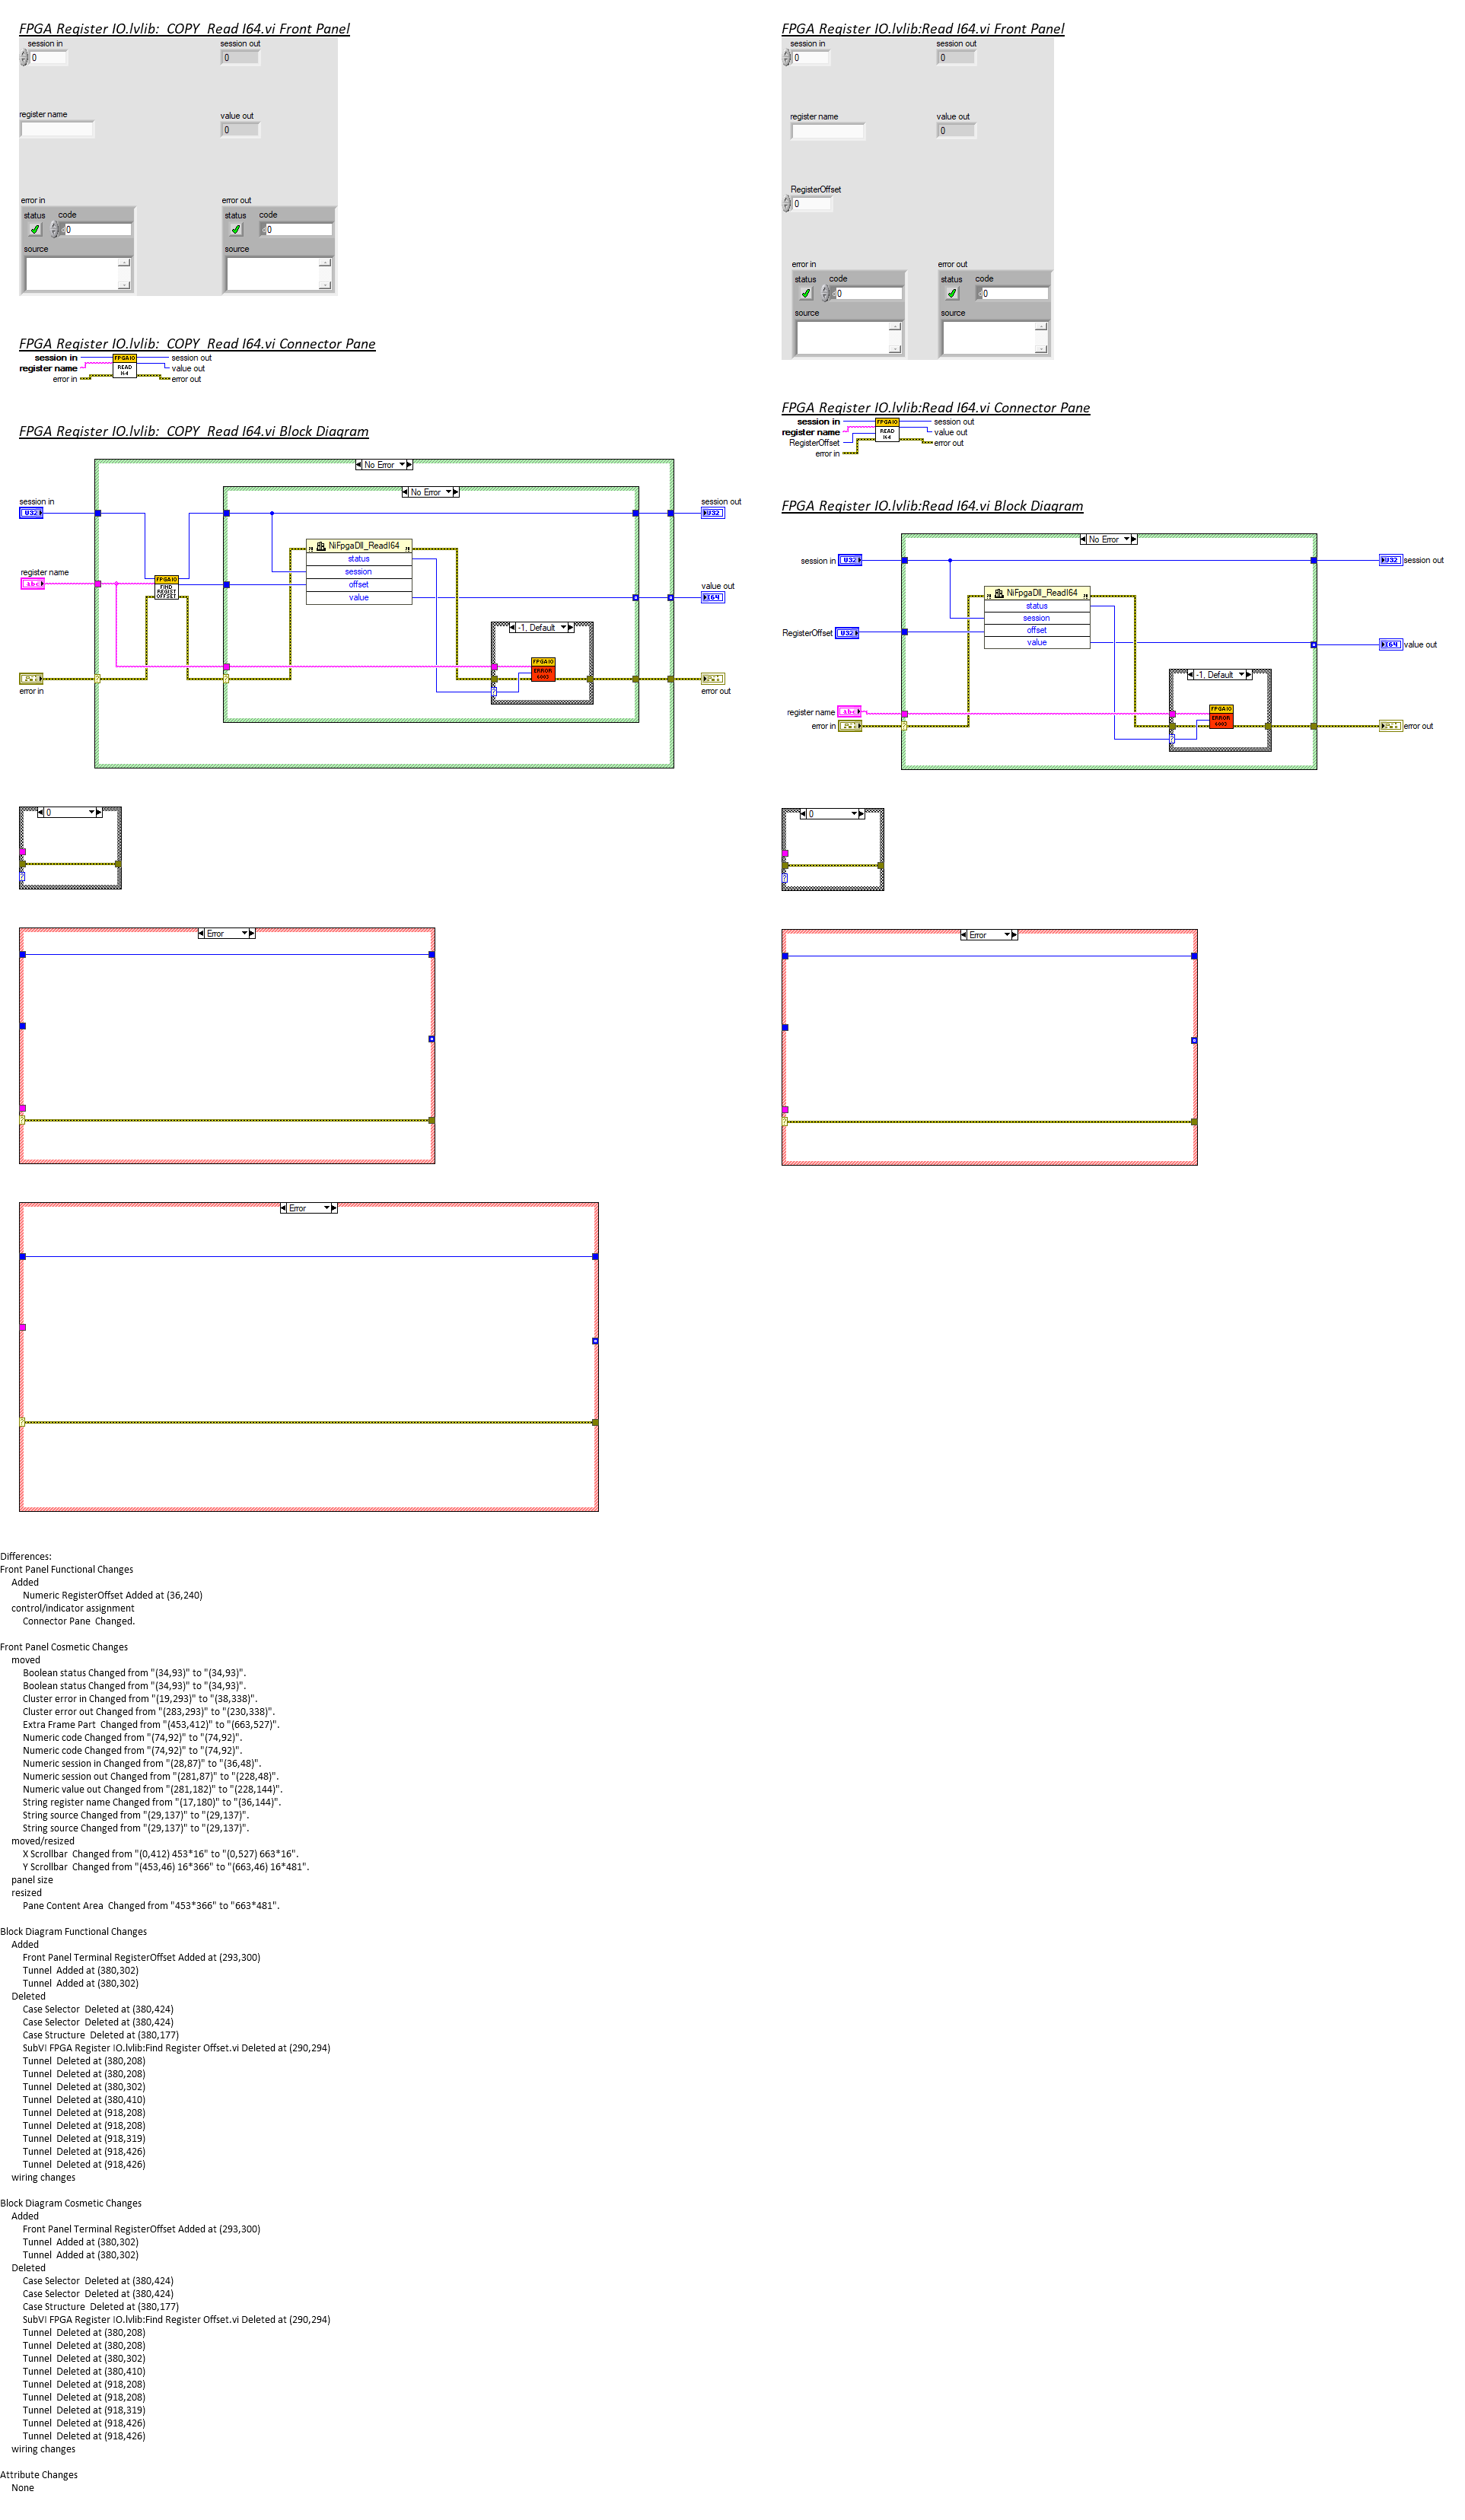 FPGA Register IO.lvlib:  COPY  Read I64.vi Front Panel
session in
0
session out
0
register name
value out
0
error in
status
code
0
source
error out
status
code
0
source
FPGA Register IO.lvlib:  COPY  Read I64.vi Connector Pane
session in
register name
error in
FPGAIO
READ
I64
session out
value out
error out
FPGA Register IO.lvlib:  COPY  Read I64.vi Block Diagram
No Error
No Error
session in
U32
session out
U32
NiFpgaDll_ReadI64
status
session
offset
value
register name
abc
FPGAIO
FIND
REGIST
OFFSET
value out
I64
-1, Default
FPGAIO
ERROR
error in
error out
0
Error
Error
FPGA Register IO.lvlib:Read I64.vi Front Panel
session in
0
session out
0
register name
value out
0
RegisterOffset
0
error in
status
code
0
source
error out
status
code
0
source
FPGA Register IO.lvlib:Read I64.vi Connector Pane
session in
register name
RegisterOffset
error in
FPGAIO
READ
I64
session out
value out
error out
FPGA Register IO.lvlib:Read I64.vi Block Diagram
No Error
session in
U32
session out
U32
NiFpgaDll_ReadI64
status
session
offset
value
RegisterOffset
U32
value out
I64
-1, Default
register name
abc
FPGAIO
ERROR
error in
error out
0
Error
Differences:
Front Panel Functional Changes
Added
Numeric RegisterOffset Added at (36,240)
control/indicator assignment
Connector Pane  Changed.
Front Panel Cosmetic Changes
moved
Boolean status Changed from "(34,93)" to "(34,93)".
Boolean status Changed from "(34,93)" to "(34,93)".
Cluster error in Changed from "(19,293)" to "(38,338)".
Cluster error out Changed from "(283,293)" to "(230,338)".
Extra Frame Part  Changed from "(453,412)" to "(663,527)".
Numeric code Changed from "(74,92)" to "(74,92)".
Numeric code Changed from "(74,92)" to "(74,92)".
Numeric session in Changed from "(28,87)" to "(36,48)".
Numeric session out Changed from "(281,87)" to "(228,48)".
Numeric value out Changed from "(281,182)" to "(228,144)".
String register name Changed from "(17,180)" to "(36,144)".
String source Changed from "(29,137)" to "(29,137)".
String source Changed from "(29,137)" to "(29,137)".
moved/resized
X Scrollbar  Changed from "(0,412) 453*16" to "(0,527) 663*16".
Y Scrollbar  Changed from "(453,46) 16*366" to "(663,46) 16*481".
panel size
resized
Pane Content Area  Changed from "453*366" to "663*481".
Block Diagram Functional Changes
Added
Front Panel Terminal RegisterOffset Added at (293,300)
Tunnel  Added at (380,302)
Tunnel  Added at (380,302)
Deleted
Case Selector  Deleted at (380,424)
Case Selector  Deleted at (380,424)
Case Structure  Deleted at (380,177)
SubVI FPGA Register IO.lvlib:Find Register Offset.vi Deleted at (290,294)
Tunnel  Deleted at (380,208)
Tunnel  Deleted at (380,208)
Tunnel  Deleted at (380,302)
Tunnel  Deleted at (380,410)
Tunnel  Deleted at (918,208)
Tunnel  Deleted at (918,208)
Tunnel  Deleted at (918,319)
Tunnel  Deleted at (918,426)
Tunnel  Deleted at (918,426)
wiring changes
Block Diagram Cosmetic Changes
Added
Front Panel Terminal RegisterOffset Added at (293,300)
Tunnel  Added at (380,302)
Tunnel  Added at (380,302)
Deleted
Case Selector  Deleted at (380,424)
Case Selector  Deleted at (380,424)
Case Structure  Deleted at (380,177)
SubVI FPGA Register IO.lvlib:Find Register Offset.vi Deleted at (290,294)
Tunnel  Deleted at (380,208)
Tunnel  Deleted at (380,208)
Tunnel  Deleted at (380,302)
Tunnel  Deleted at (380,410)
Tunnel  Deleted at (918,208)
Tunnel  Deleted at (918,208)
Tunnel  Deleted at (918,319)
Tunnel  Deleted at (918,426)
Tunnel  Deleted at (918,426)
wiring changes
Attribute Changes
None